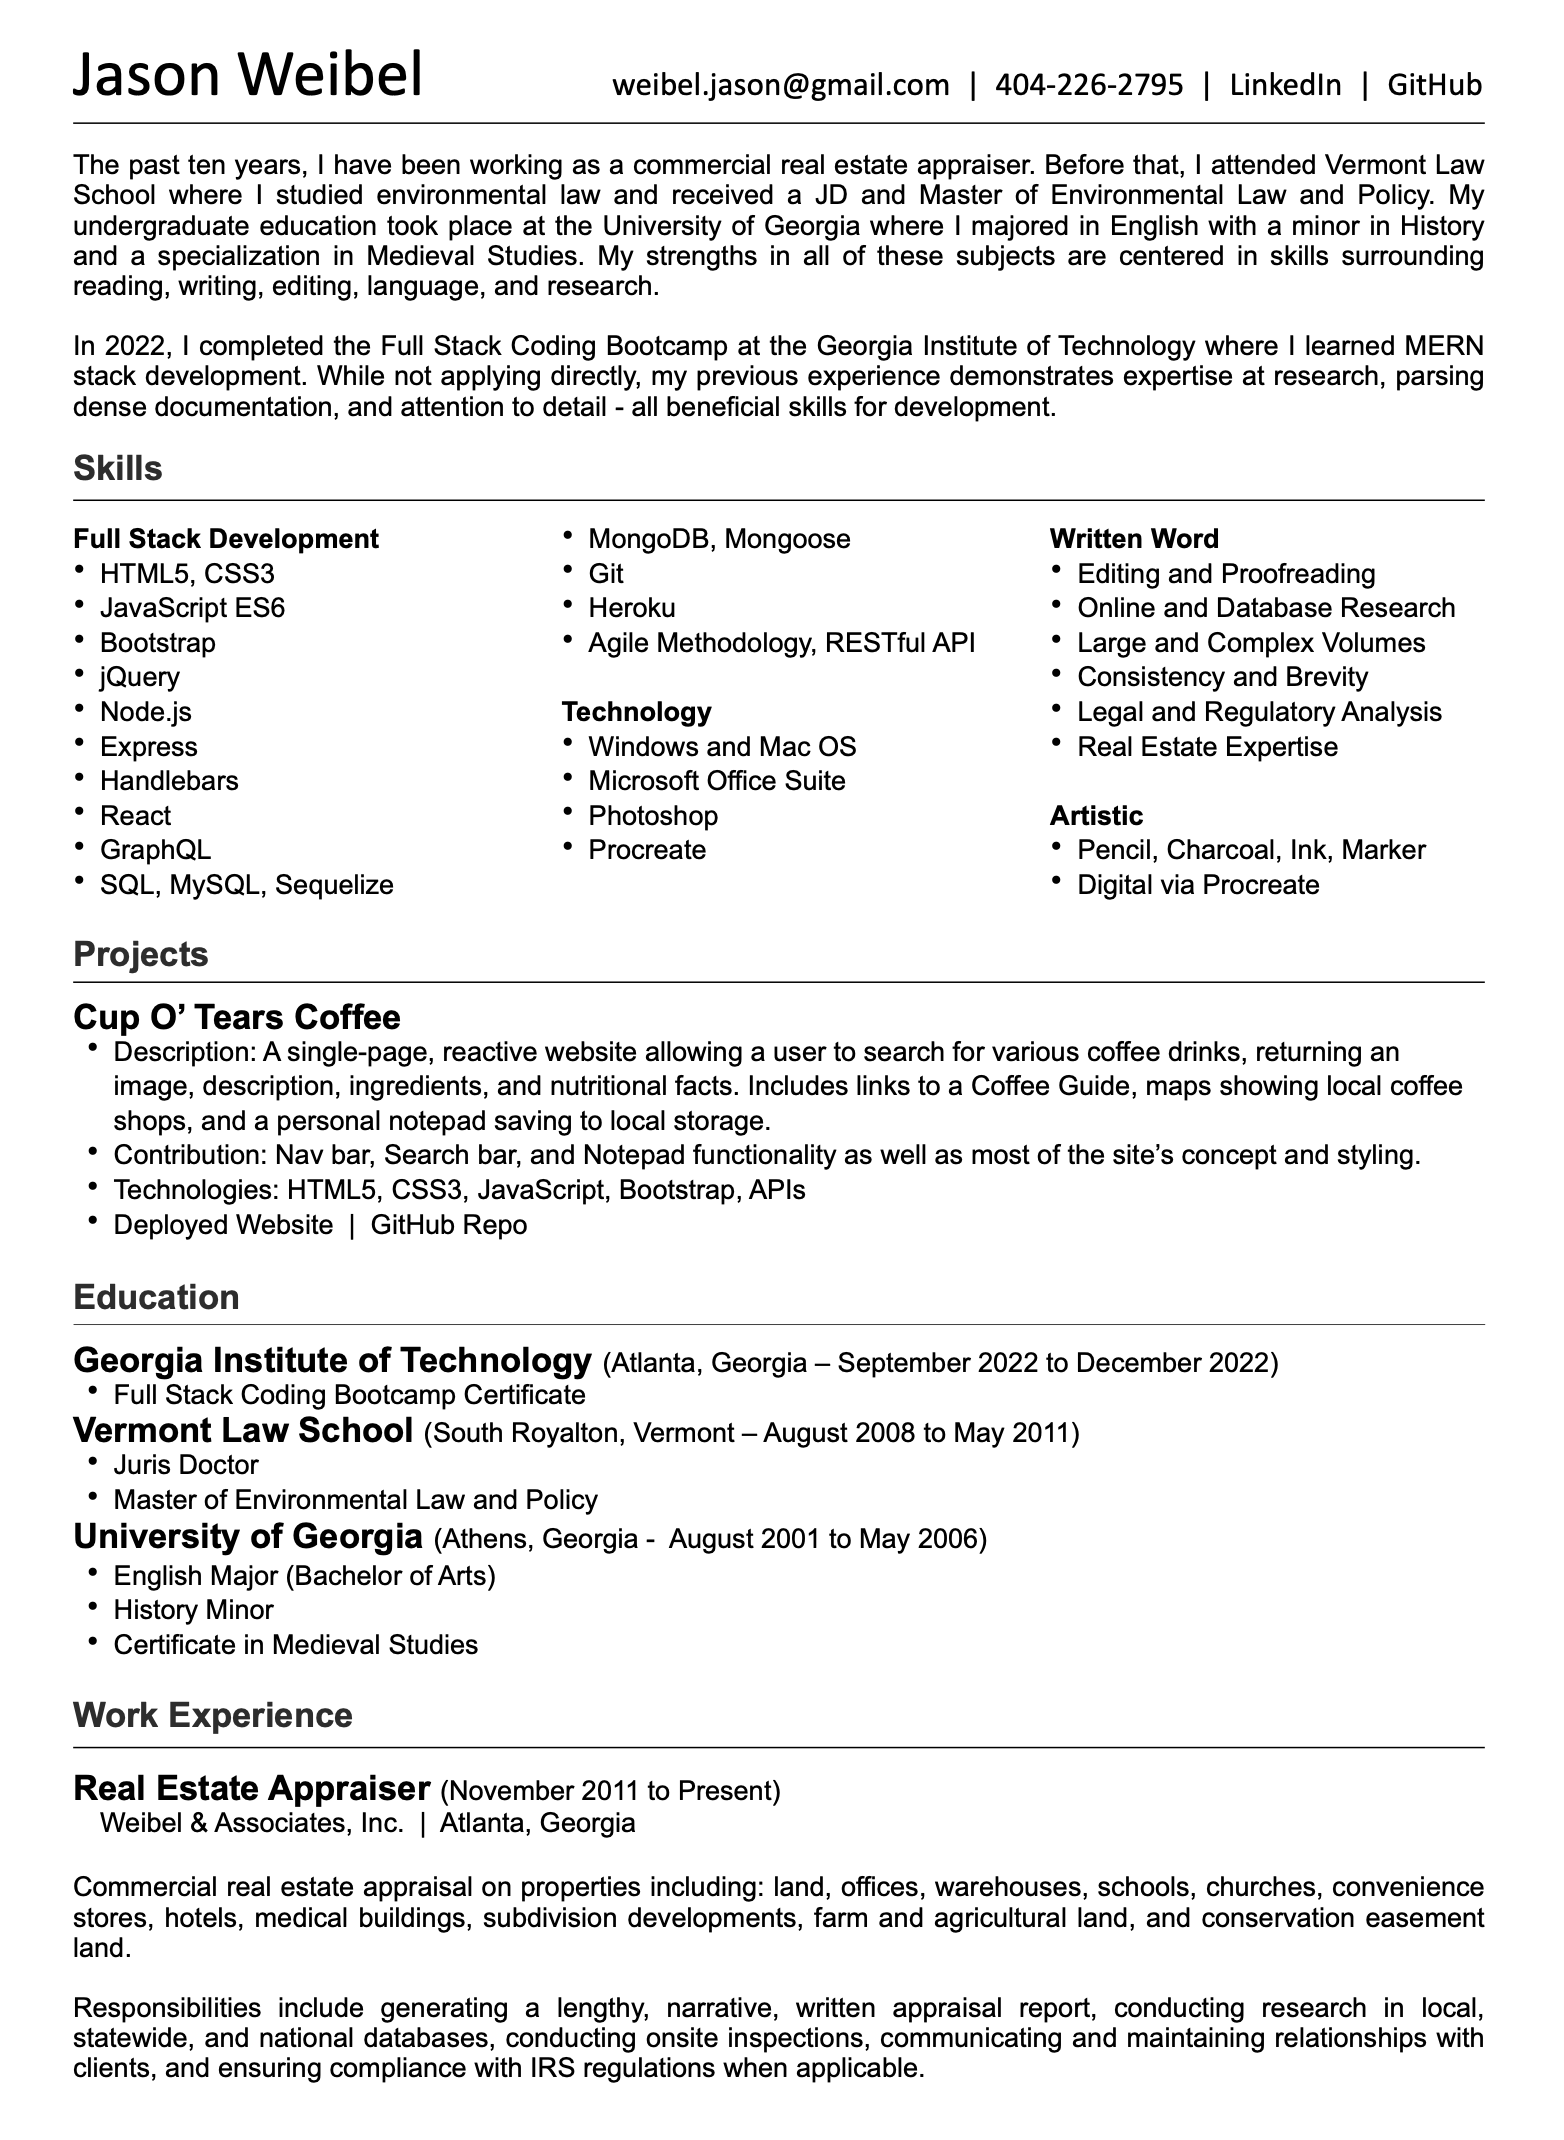 Jason Weibel
weibel.jason@gmail.com | 404-226-2795 | LinkedIn | GitHub
The past ten years, I have been working as a commercial real estate appraiser. Before that, I attended Vermont Law
School where I studied environmental law and received a JD and Master of Environmental Law and Policy. My
undergraduate education took place at the University of Georgia where I majored in English with a minor in History
and a specialization in Medieval Studies. My strengths in all of these subjects are centered in skills surrounding
reading, writing, editing, language, and research.
In 2022, I completed the Full Stack Coding Bootcamp at the Georgia Institute of Technology where I learned MERN
stack development. While not applying directly, my previous experience demonstrates expertise at research, parsing
dense documentation, and attention to detail - all beneficial skills for development.
Skills
Full Stack Development
• HTML5, CSS3
• JavaScript ES6
• Bootstrap
• jQuery
• Node.js
• Express
• Handlebars
• React
• GraphQL
• SQL, MySQL, Sequelize
• MongoDB, Mongoose
• Git
• Heroku
• Agile Methodology, RESTful API
Technology
• Windows and Mac OS
• Microsoft Office Suite
• Photoshop
• Procreate
Written Word
• Editing and Proofreading
• Online and Database Research
• Large and Complex Volumes
• Consistency and Brevity
• Legal and Regulatory Analysis
• Real Estate Expertise
Artistic
• Pencil, Charcoal, Ink, Marker
• Digital via Procreate
Projects
Cup O’ Tears Coffee
• Description: A single-page, reactive website allowing a user to search for various coffee drinks, returning an
image, description, ingredients, and nutritional facts. Includes links to a Coffee Guide, maps showing local coffee
shops, and a personal notepad saving to local storage.
• Contribution: Nav bar, Search bar, and Notepad functionality as well as most of the site’s concept and styling.
• Technologies: HTML5, CSS3, JavaScript, Bootstrap, APIs
• Deployed Website | GitHub Repo
Education
Georgia Institute of Technology (Atlanta, Georgia – September 2022 to December 2022)
• Full Stack Coding Bootcamp Certificate
Vermont Law School (South Royalton, Vermont – August 2008 to May 2011)
• Juris Doctor
• Master of Environmental Law and Policy
University of Georgia (Athens, Georgia - August 2001 to May 2006)
• English Major (Bachelor of Arts)
• History Minor
• Certificate in Medieval Studies
Work Experience
Real Estate Appraiser (November 2011 to Present)
Weibel & Associates, Inc. | Atlanta, Georgia
Commercial real estate appraisal on properties including: land, offices, warehouses, schools, churches, convenience
stores, hotels, medical buildings, subdivision developments, farm and agricultural land, and conservation easement
land.
Responsibilities include generating a lengthy, narrative, written appraisal report, conducting research in local,
statewide, and national databases, conducting onsite inspections, communicating and maintaining relationships with
clients, and ensuring compliance with IRS regulations when applicable.